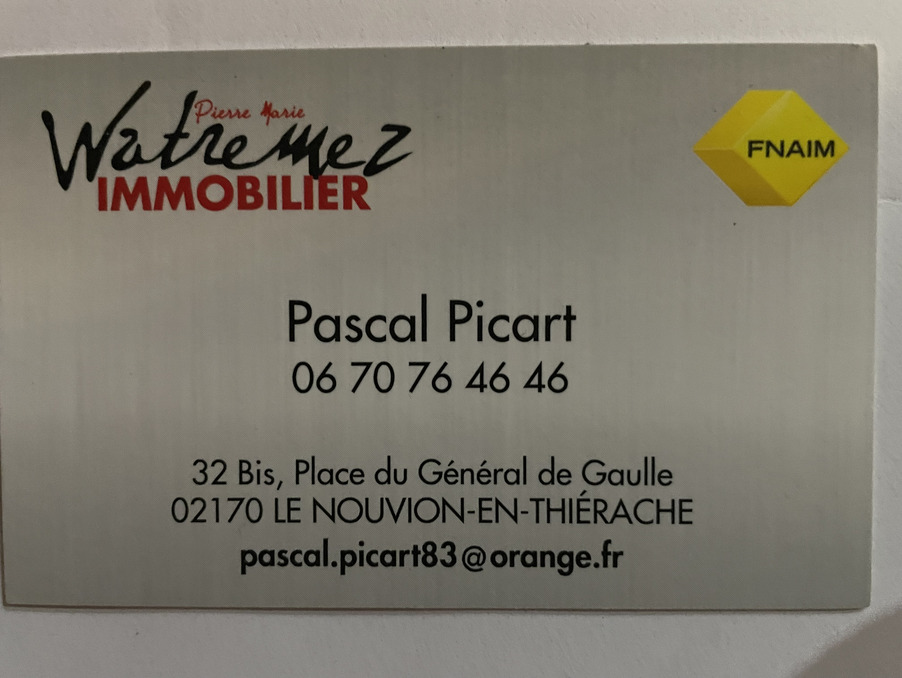 Pierre Marie
Watremez
IMMOBILIER
FNAIM
Pascal Picart
06 70 76 46 46
32 Bis, Place du Général de Gaulle
02170 LE NOUVION-EN-THIÉRACHE
pascal.picart83@orange.fr